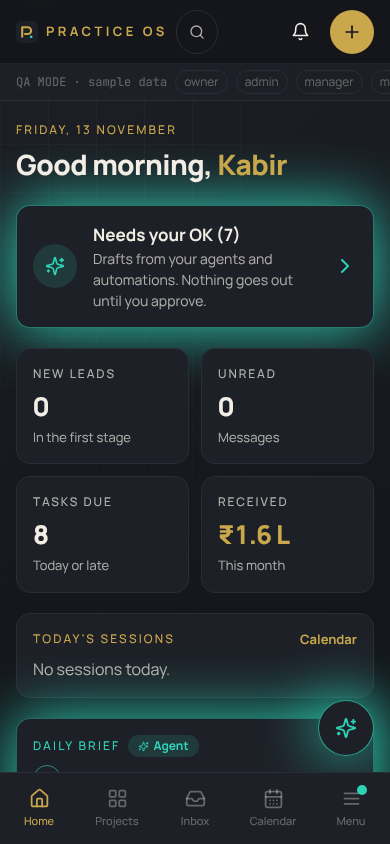 PRACTICE OS
QA MODE · sample data owner admin manager
FRIDAY, 13 NOVEMBER
Good morning, Kabir
Needs your OK (7)
Drafts from your agents and
automations. Nothing goes out
until you approve.
NEW LEADS
0
In the first stage
UNREAD
0
Messages
TASKS DUE
8
Today or late
RECEIVED
₹1.6 L
This month
TODAY'S SESSIONS
Calendar
No sessions today.
DAILY BRIEF
Agent
Home
Projects
Inbox
Calendar
Menu